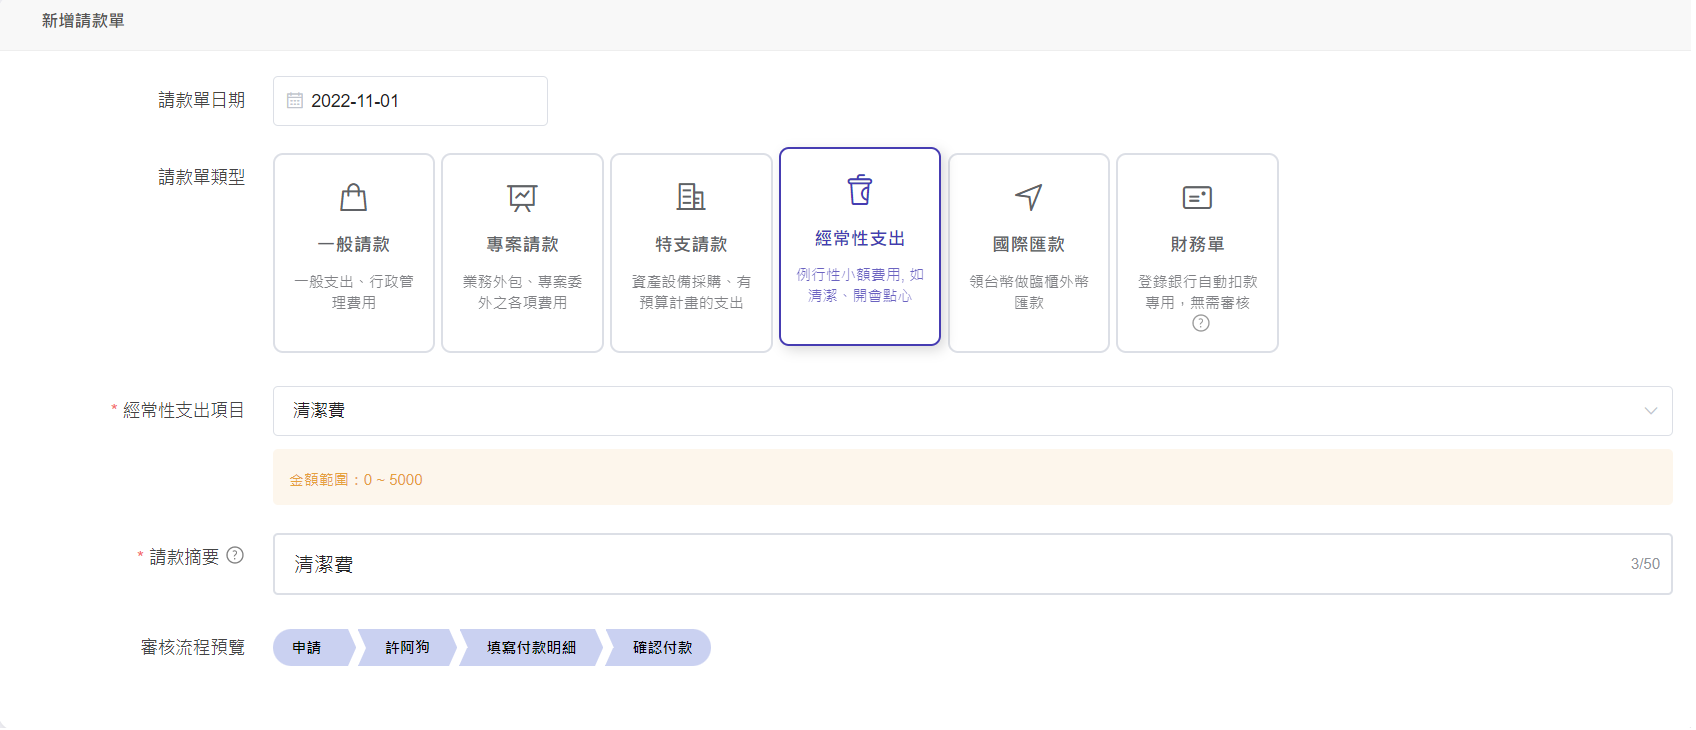 新增請款單
請款單日期
2022-11-01
請款單類型
一般請款
一般支出、行政管
理費用
專案請款
業務外包、專案委
外之各項費用
特支請款
資產設備採購、有
預算計畫的支出
經常性支出
例行性小額費用, 如
清潔、開會點心
國際匯款
領台幣做臨櫃外幣
匯款
財務單
登錄銀行自動扣款
專用，無需審核
?
* 經常性支出項目
清潔費
金額範圍：0 ~ 5000
* 請款摘要 ?
清潔費
3/50
審核流程預覽
申請
許阿狗
填寫付款明細
確認付款